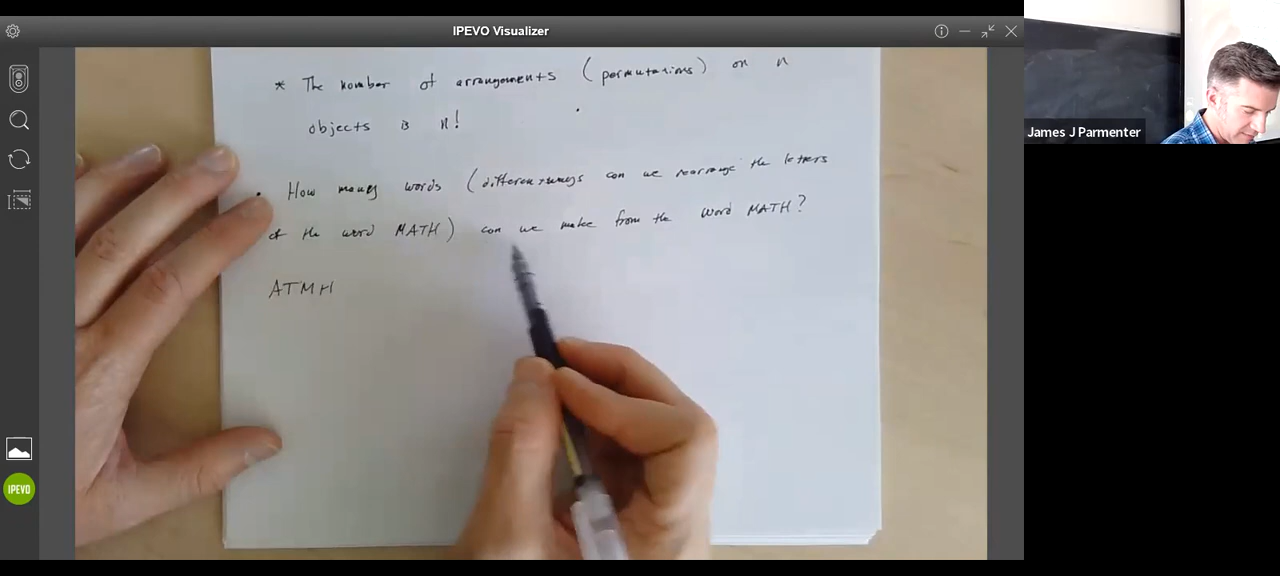 IPEVO Visualizer
* The number of arrangements (permutations) on n
objects is n!
• How many words (different ways can we rearrange the letters
of the word MATH) can we make from the word MATH?
ATMH
James J Parmenter
IPEVO